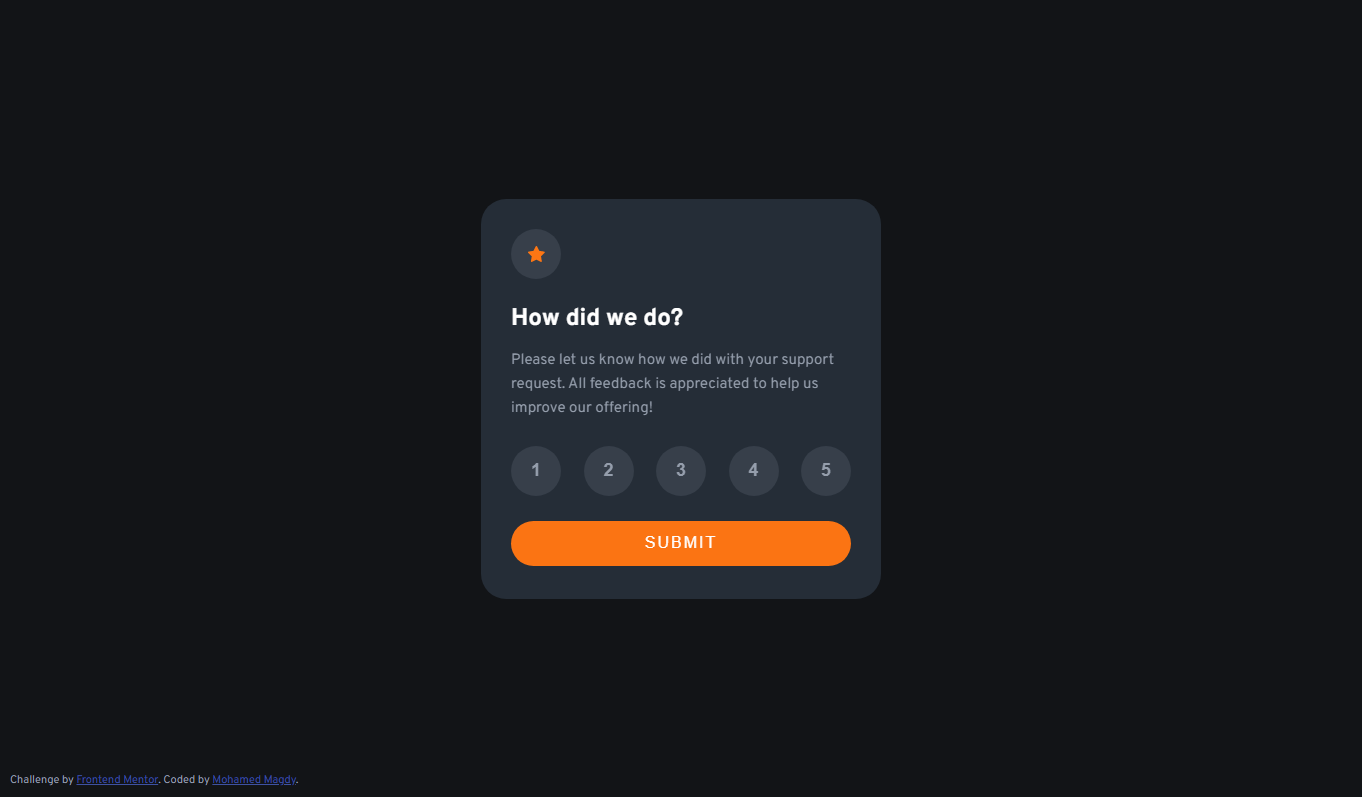 How did we do?
Please let us know how we did with your support
request. All feedback is appreciated to help us
improve our offering!
1 2 3 4 5
SUBMIT
Challenge by Frontend Mentor. Coded by Mohamed Magdy.